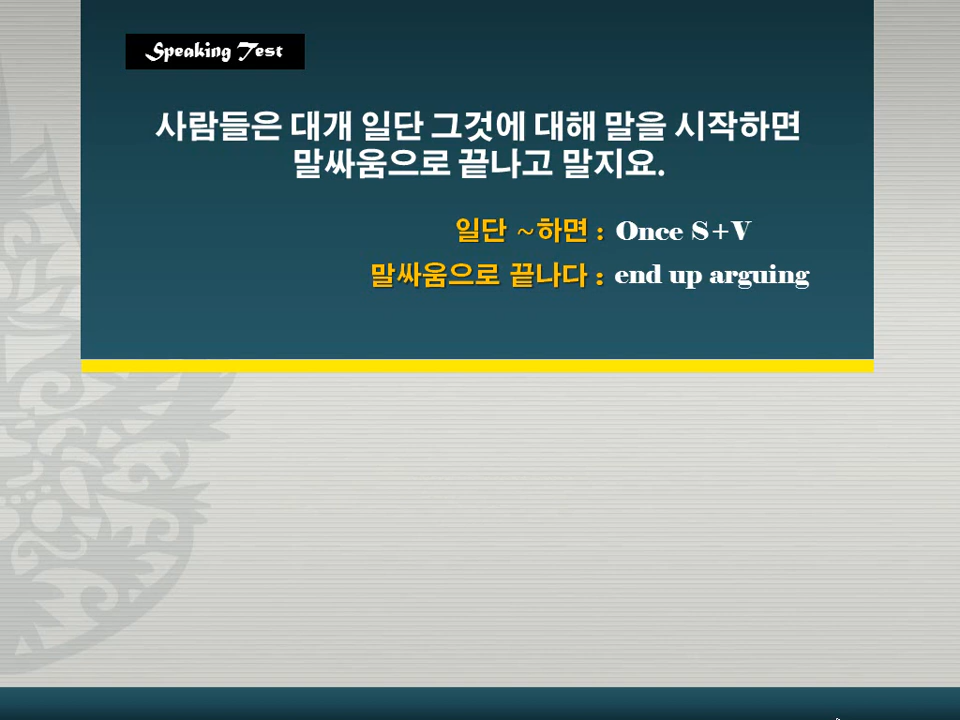 Speaking Test
사람들은 대개 일단 그것에 대해 말을 시작하면
말싸움으로 끝나고 말지요.
일단 ~하면 : Once S+V
말싸움으로 끝나다 : end up arguing